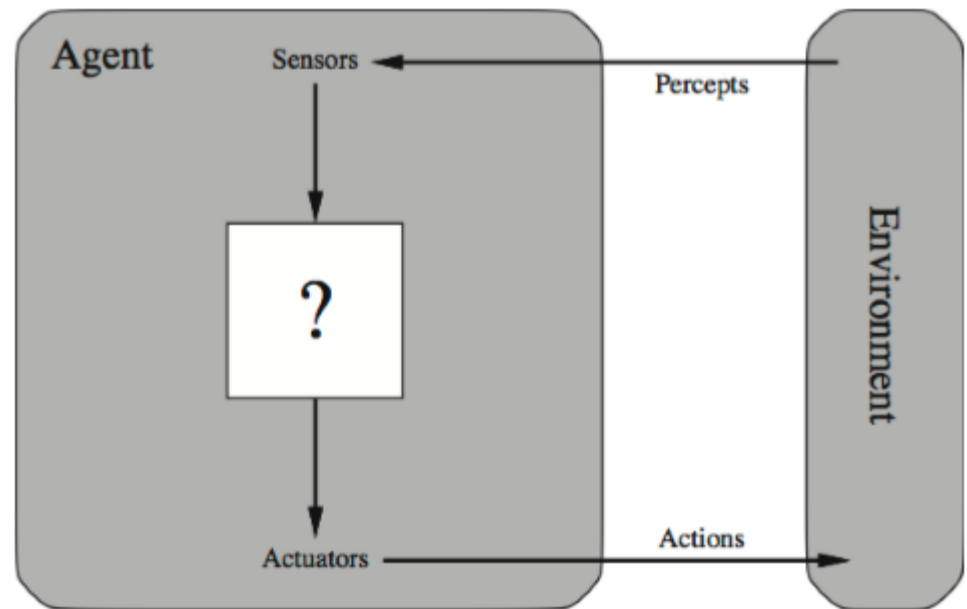 Agent
Sensors
Percepts
?
Environment
Actuators
Actions